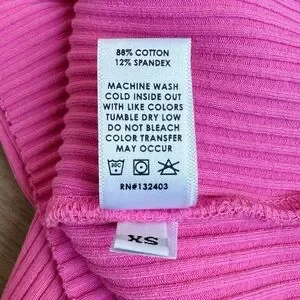 88% COTTON
12% SPANDEX
MACHINE WASH
COLD INSIDE OUT
WITH LIKE COLORS
TUMBLE DRY LOW
DO NOT BLEACH
COLOR TRANSFER
MAY OCCUR
30C
RN#132403
XS